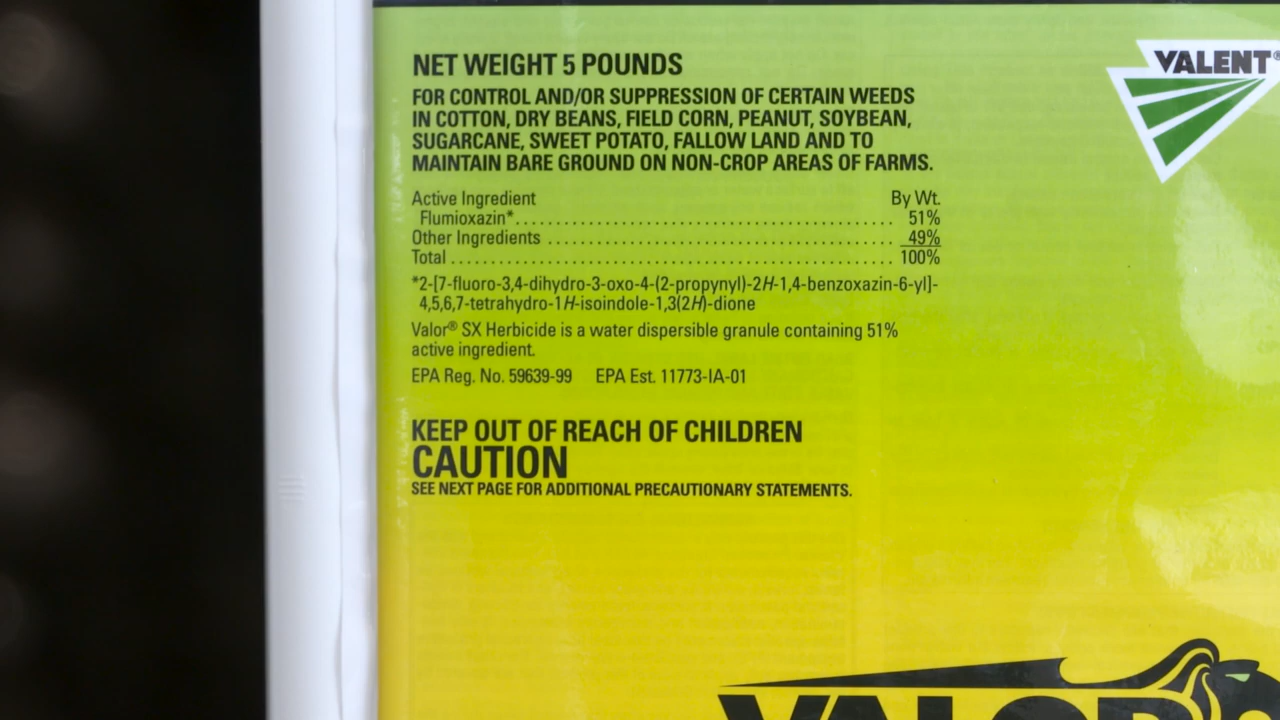 NET WEIGHT 5 POUNDS
VALENT®
FOR CONTROL AND/OR SUPPRESSION OF CERTAIN WEEDS
IN COTTON, DRY BEANS, FIELD CORN, PEANUT, SOYBEAN,
SUGARCANE, SWEET POTATO, FALLOW LAND AND TO
MAINTAIN BARE GROUND ON NON-CROP AREAS OF FARMS.
Active Ingredient By Wt.
Flumioxazin* 51%
Other Ingredients 49%
Total 100%
*2-[7-fluoro-3,4-dihydro-3-oxo-4-(2-propynyl)-2H-1,4-benzoxazin-6-yl]-
4,5,6,7-tetrahydro-1H-isoindole-1,3(2H)-dione
Valor® SX Herbicide is a water dispersible granule containing 51%
active ingredient.
EPA Reg. No. 59639-99 EPA Est. 11773-IA-01
KEEP OUT OF REACH OF CHILDREN
CAUTION
SEE NEXT PAGE FOR ADDITIONAL PRECAUTIONARY STATEMENTS.
VALOR